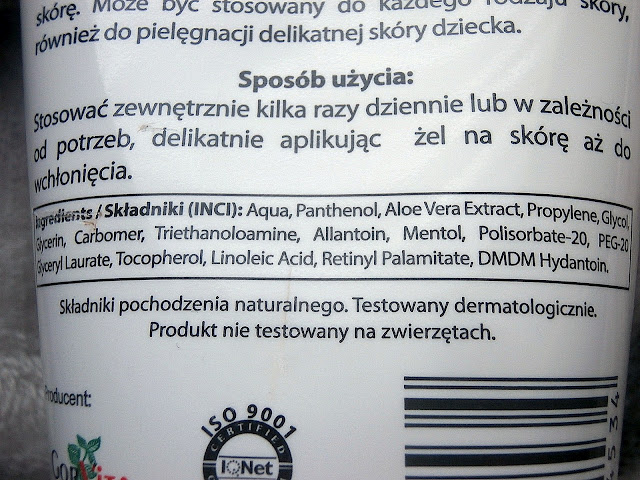 skórę. Może być stosowany do każdego rodzaju skóry,
również do pielęgnacji delikatnej skóry dziecka.
Sposób użycia:
Stosować zewnętrznie kilka razy dziennie lub w zależności
od potrzeb, delikatnie aplikując żel na skórę aż do
wchłonięcia.
Ingredients / Składniki (INCI): Aqua, Panthenol, Aloe Vera Extract, Propylene, Glycol,
Glycerin, Carbomer, Triethanoloamine, Allantoin, Mentol, Polisorbate-20, PEG-20
Glyceryl Laurate, Tocopherol, Linoleic Acid, Retinyl Palamitate, DMDM Hydantoin.
Składniki pochodzenia naturalnego. Testowany dermatologicznie.
Produkt nie testowany na zwierzętach.
Producent:
ISO 9001
CERTIFIED
IQNet